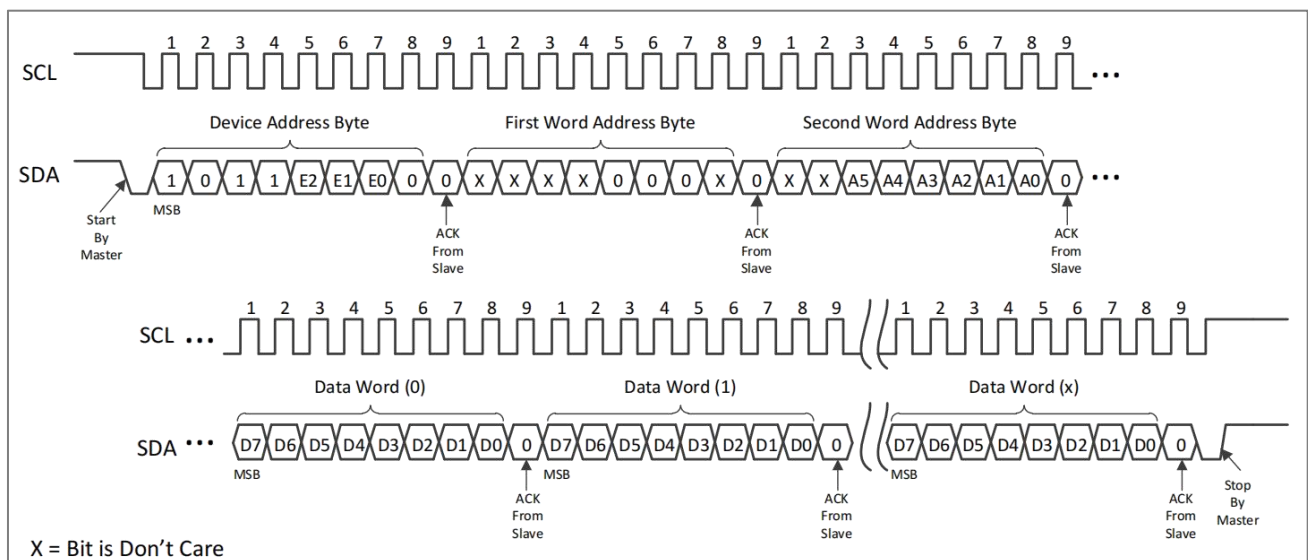 1 2 3 4 5 6 7 8 9 1 2 3 4 5 6 7 8 9 1 2 3 4 5 6 7 8 9
SCL ...
Device Address Byte First Word Address Byte Second Word Address Byte
SDA 1 0 1 1 E2 E1 E0 0 0 X X X X 0 0 0 X 0 X X A5 A4 A3 A2 A1 A0 0 ...
MSB
Start
By
Master
ACK
From
Slave
ACK
From
Slave
ACK
From
Slave
1 2 3 4 5 6 7 8 9 1 2 3 4 5 6 7 8 9 1 2 3 4 5 6 7 8 9
SCL ...
Data Word (0) Data Word (1) Data Word (x)
SDA ... D7 D6 D5 D4 D3 D2 D1 D0 0 D7 D6 D5 D4 D3 D2 D1 D0 0 D7 D6 D5 D4 D3 D2 D1 D0 0
MSB MSB MSB
ACK
From
Slave
ACK
From
Slave
ACK
From
Slave
Stop
By
Master
X = Bit is Don't Care